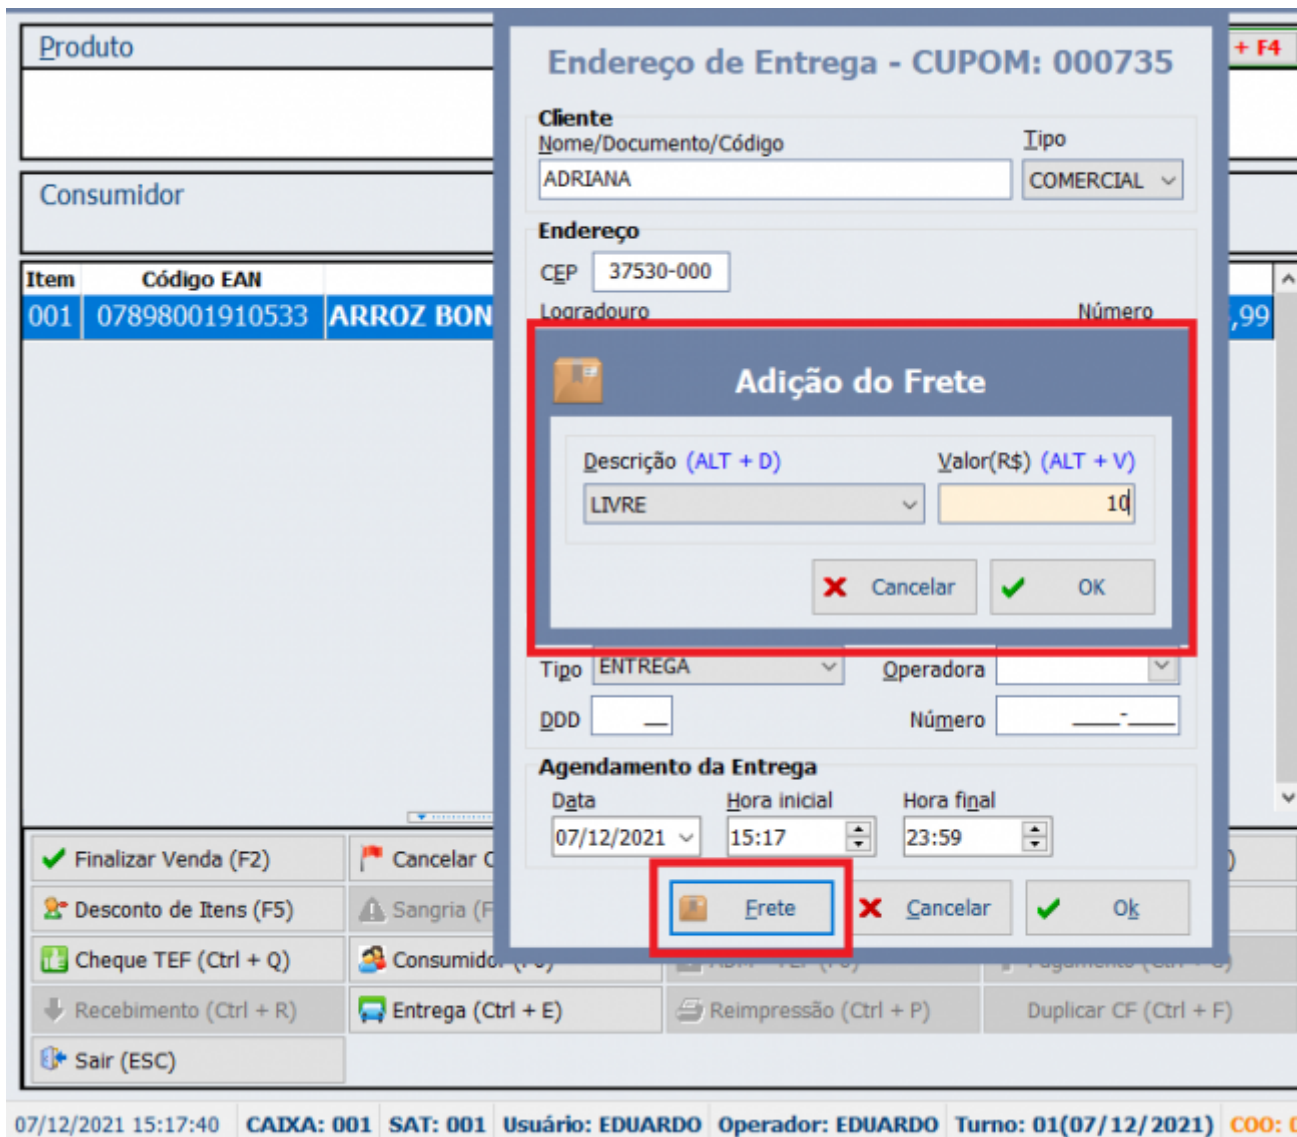 Produto
+ F4
Consumidor
Item Código EAN
001 07898001910533 ARROZ BON ,99
Endereço de Entrega - CUPOM: 000735
Cliente
Nome/Documento/Código Tipo
ADRIANA COMERCIAL
Endereço
CEP 37530-000
Logradouro Número
Adição do Frete
Descrição (ALT + D) Valor(R$) (ALT + V)
LIVRE 10
Cancelar OK
Tipo ENTREGA Operadora
DDD __ Número ____-____
Agendamento da Entrega
Data Hora inicial Hora final
07/12/2021 15:17 23:59
Frete Cancelar Ok
Finalizar Venda (F2) Cancelar
Desconto de Itens (F5) Sangria
Cheque TEF (Ctrl + Q) Consumidor
Recebimento (Ctrl + R) Entrega (Ctrl + E) Reimpressão (Ctrl + P) Duplicar CF (Ctrl + F)
Sair (ESC)
07/12/2021 15:17:40 CAIXA: 001 SAT: 001 Usuário: EDUARDO Operador: EDUARDO Turno: 01(07/12/2021) COO: